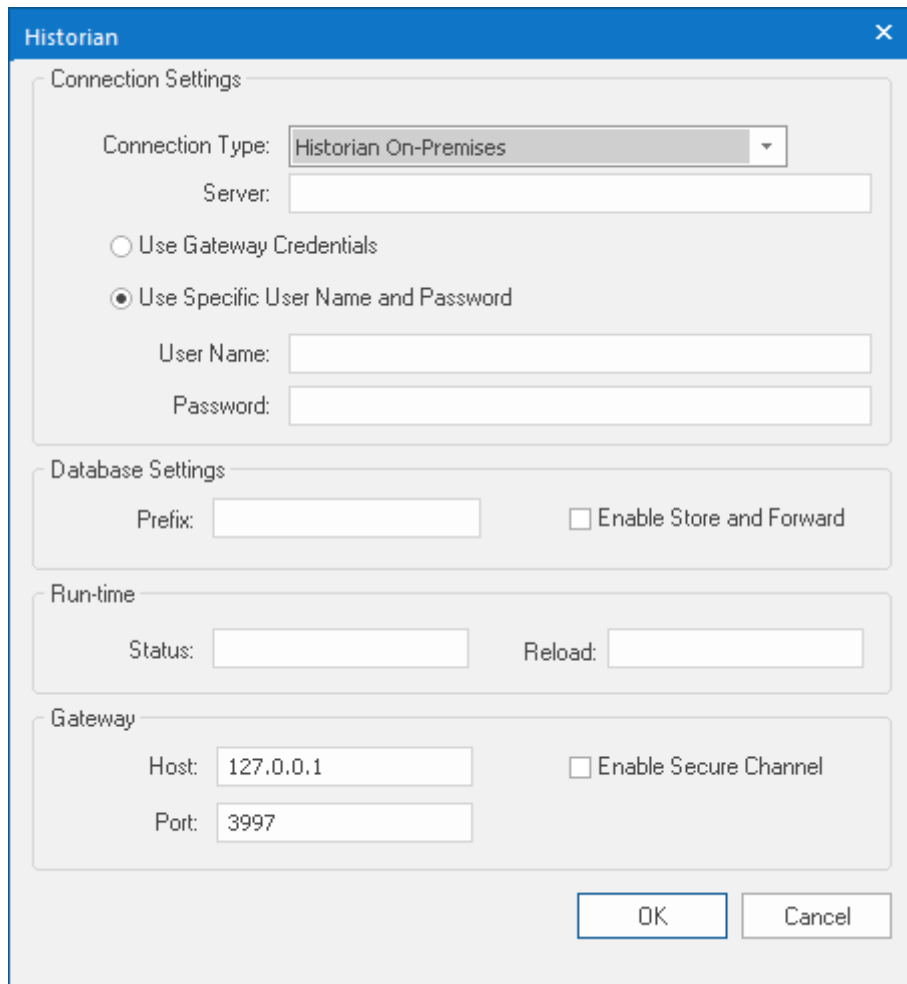 Historian
Connection Settings
Connection Type: Historian On-Premises
Server:
Use Gateway Credentials
Use Specific User Name and Password
User Name:
Password:
Database Settings
Prefix: Enable Store and Forward
Run-time
Status: Reload:
Gateway
Host: 127.0.0.1 Enable Secure Channel
Port: 3997
OK Cancel